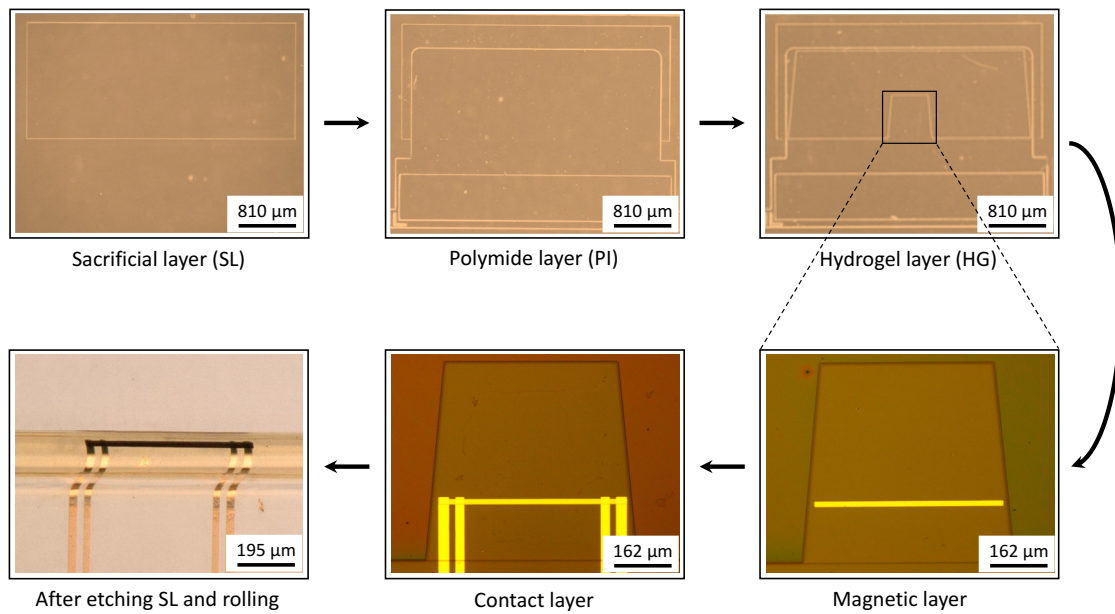 810 µm
810 µm
810 µm
Sacrificial layer (SL)
Polymide layer (PI)
Hydrogel layer (HG)
195 µm
162 µm
162 µm
After etching SL and rolling
Contact layer
Magnetic layer